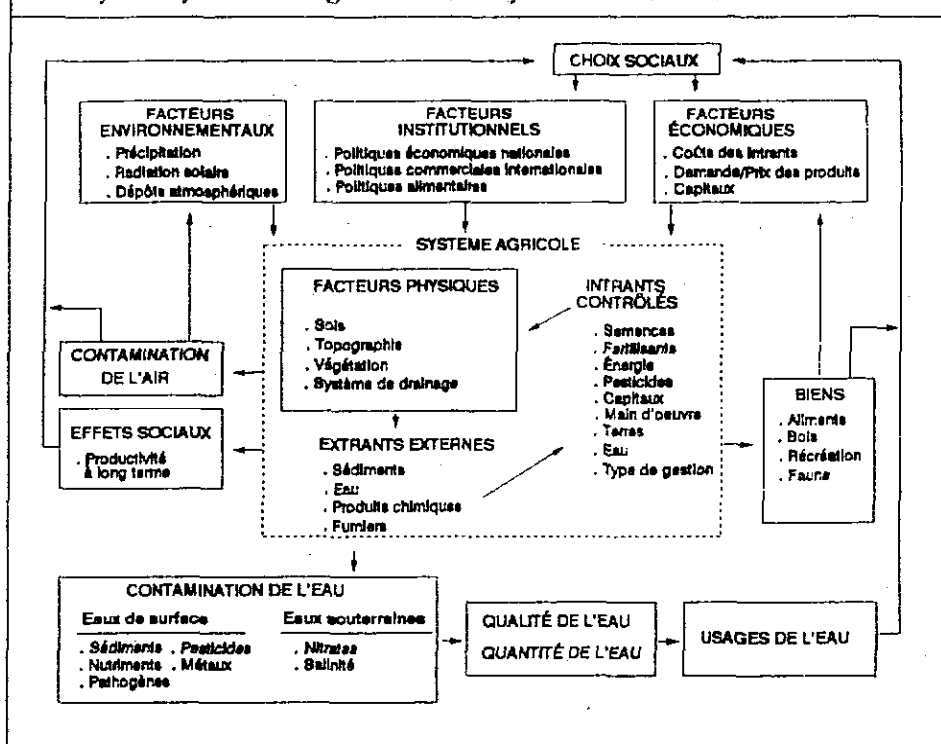 CHOIX SOCIAUX
FACTEURS
ENVIRONNEMENTAUX
. Précipitation
. Radiation solaire
. Dépôts atmosphériques
FACTEURS
INSTITUTIONNELS
. Politiques économiques nationales
. Politiques commerciales internationales
. Politiques alimentaires
FACTEURS
ÉCONOMIQUES
. Coûts des intrants
. Demande/Prix des produits
. Capitaux
SYSTÈME AGRICOLE
FACTEURS PHYSIQUES
. Sols
. Topographie
. Végétation
. Système de drainage
INTRANTS
CONTRÔLÉS
. Semences
. Fertilisants
. Énergie
. Pesticides
. Capitaux
. Main d'oeuvre
. Terres
. Eau
. Type de gestion
CONTAMINATION
DE L'AIR
EFFETS SOCIAUX
. Productivité
à long terme
EXTRANTS EXTERNES
. Sédiments
. Eau
. Produits chimiques
. Fumiers
BIENS
. Aliments
. Bois
. Récréation
. Faune
CONTAMINATION DE L'EAU
Eaux de surface
. Sédiments . Pesticides
. Nutriments . Métaux
. Pathogènes
Eaux souterraines
. Nitrates
. Salinité
QUALITÉ DE L'EAU
QUANTITÉ DE L'EAU
USAGES DE L'EAU